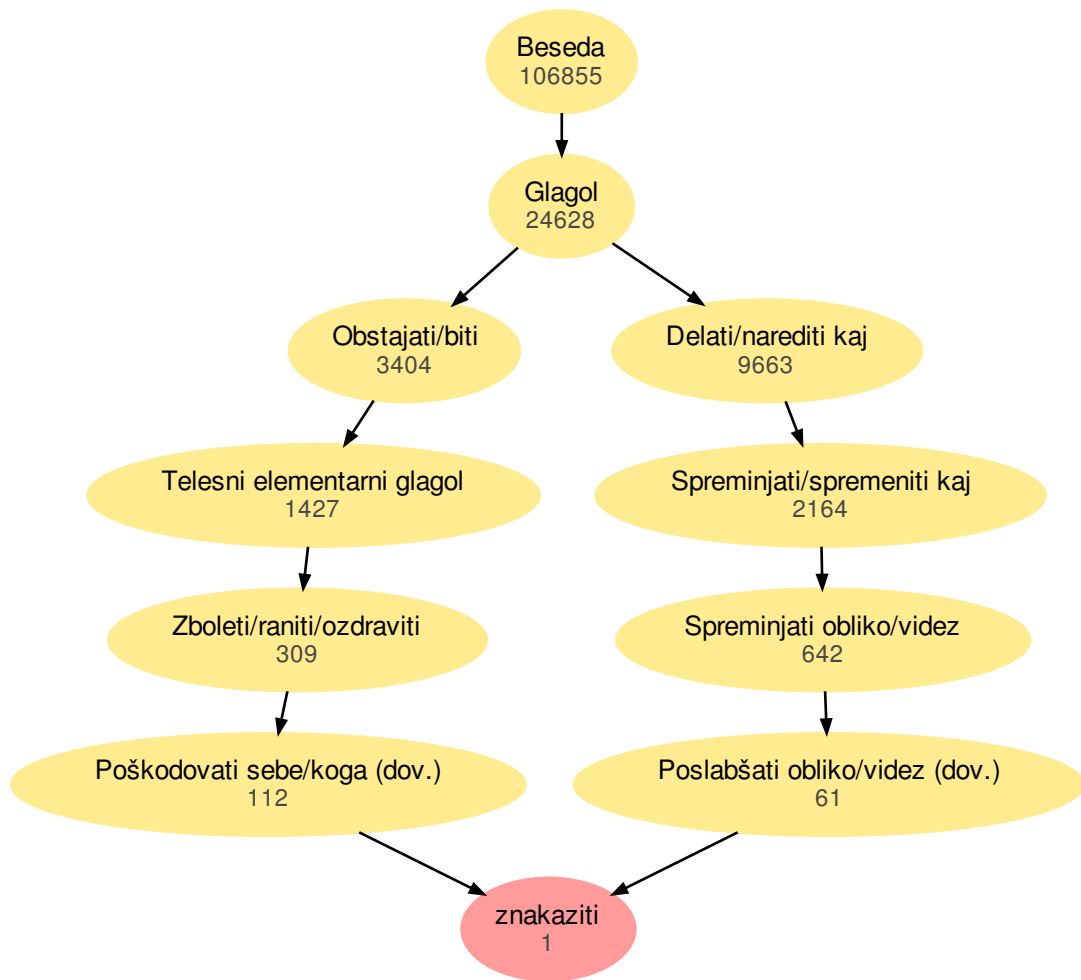 Beseda
106855
Glagol
24628
Obstajati/biti
3404
Delati/narediti kaj
9663
Telesni elementarni glagol
1427
Spreminjati/spremeniti kaj
2164
Zboleti/raniti/ozdraviti
309
Spreminjati obliko/videz
642
Poškodovati sebe/koga (dov.)
112
Poslabšati obliko/videz (dov.)
61
znakaziti
1